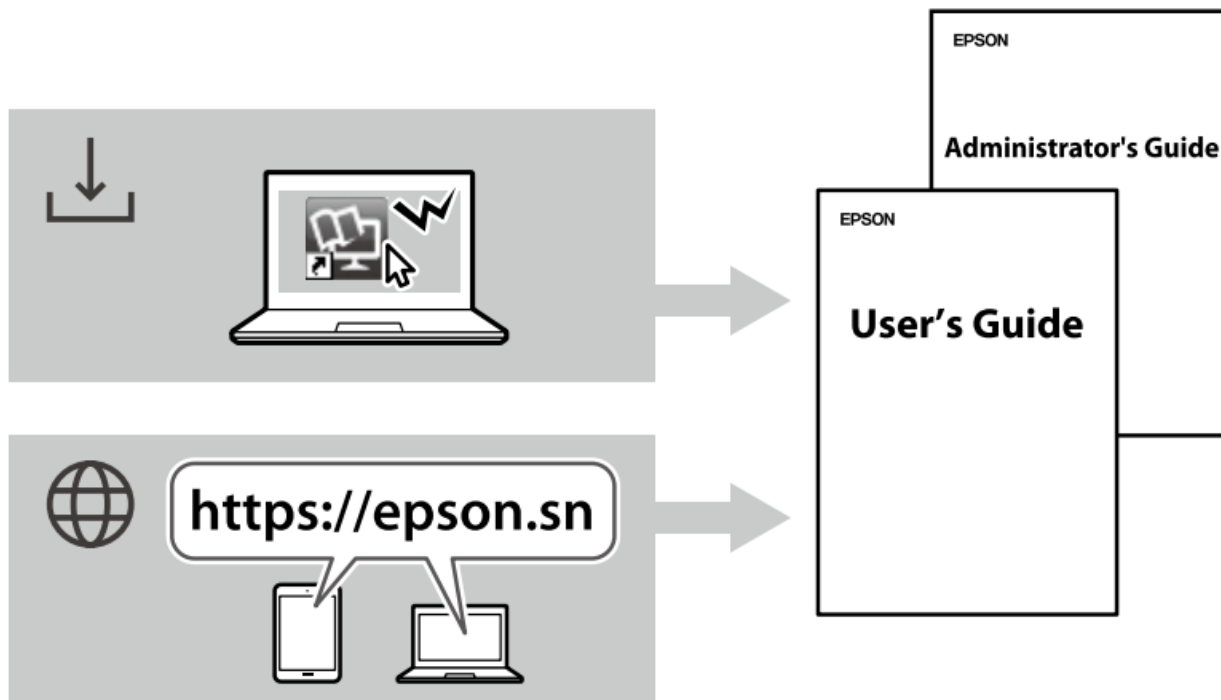 EPSON
Administrator's Guide
EPSON
User’s Guide
https://epson.sn